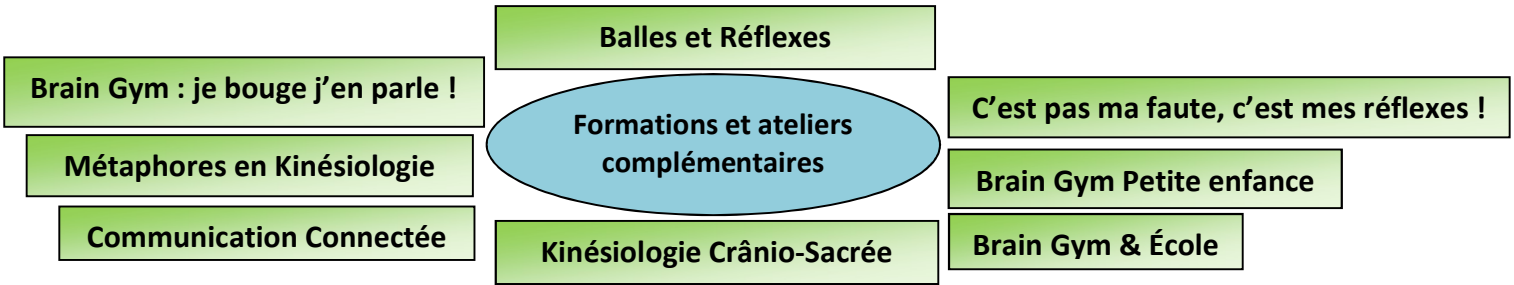 Balles et Réflexes
Brain Gym : je bouge j'en parle !
Métaphores en Kinésiologie
Communication Connectée
Formations et ateliers
complémentaires
Kinésiologie Crânio-Sacrée
C'est pas ma faute, c'est mes réflexes !
Brain Gym Petite enfance
Brain Gym & École